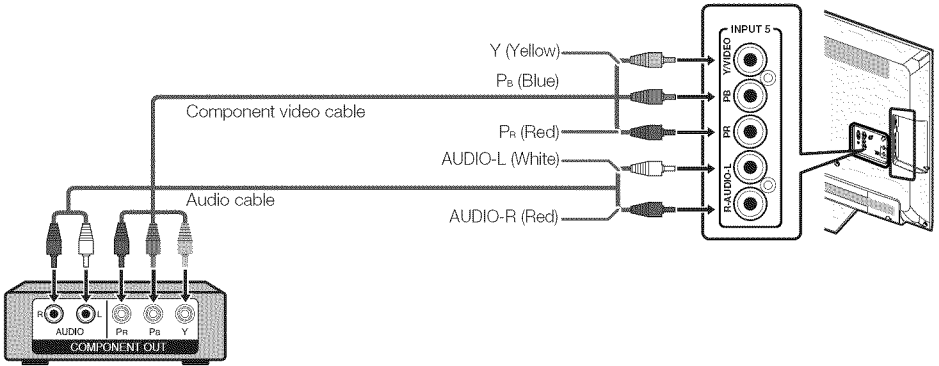 INPUT 5
Y (Yellow)
Y/VIDEO
PB (Blue)
PB
Component video cable
PR (Red)
PR
AUDIO-L (White)
Audio cable
R-AUDIO-L
AUDIO-R (Red)
R
L
AUDIO
PR
PB
Y
COMPONENT OUT